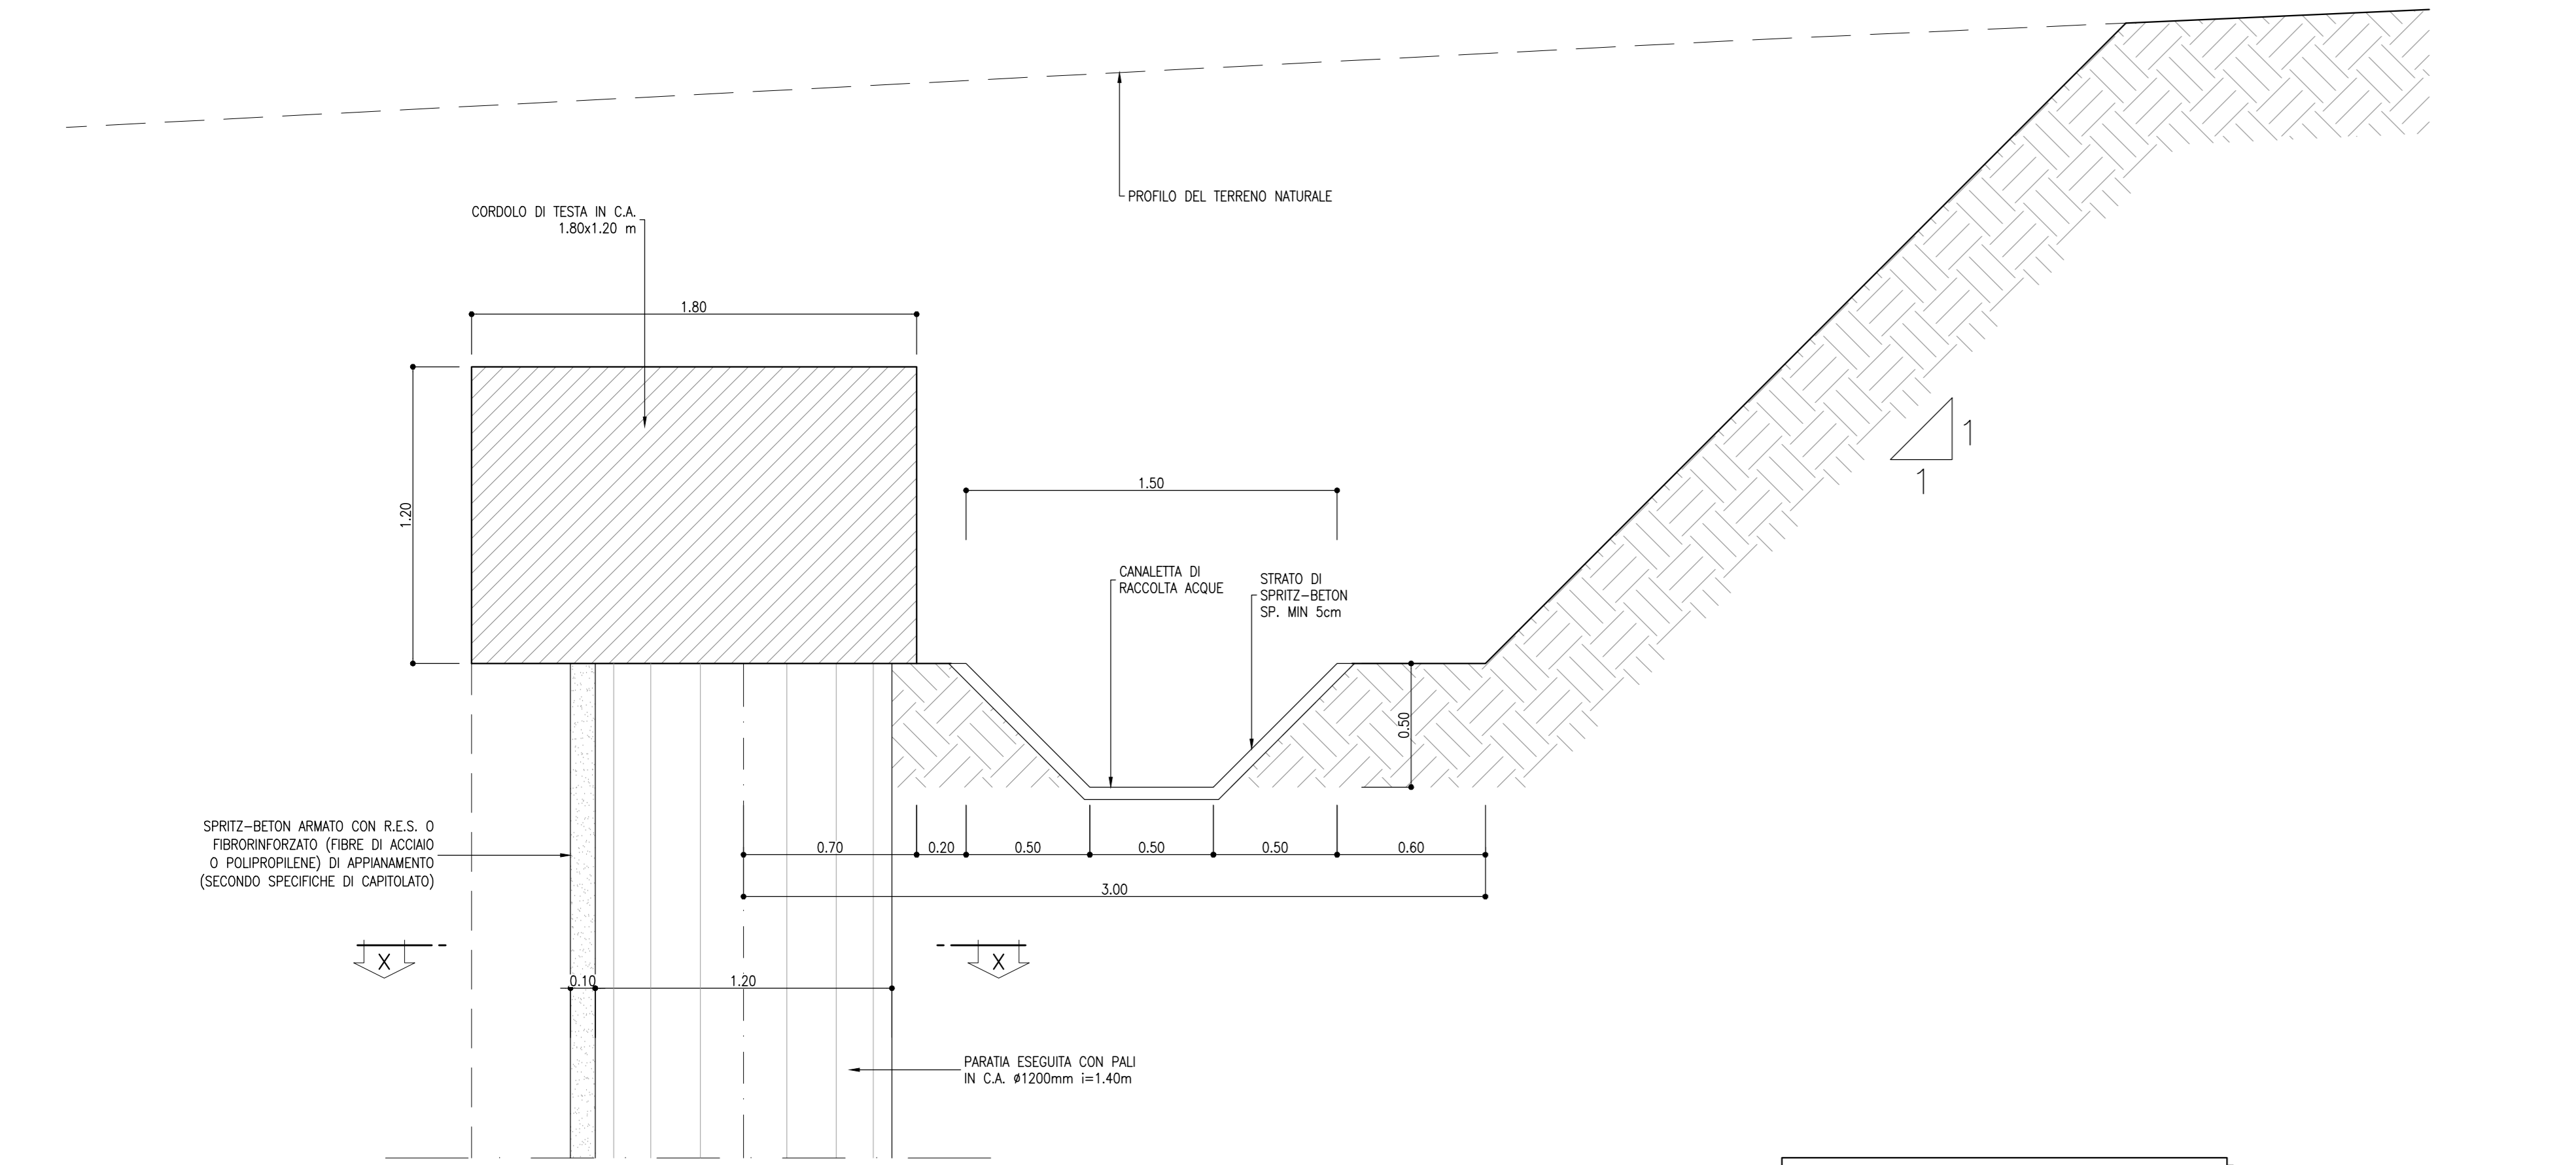 PROFILO DEL TERRENO NATURALE
CORDOLO DI TESTA IN C.A.
1.80x1.20 m
1.80
1.20
1.50
1
1
CANALETTA DI
RACCOLTA ACQUE
STRATO DI
SPRITZ-BETON
SP. MIN 5cm
0.50
SPRITZ-BETON ARMATO CON R.E.S. O
FIBRORINFORZATO (FIBRE DI ACCIAIO
O POLIPROPILENE) DI APPIANAMENTO
(SECONDO SPECIFICHE DI CAPITOLATO)
0.70 0.20 0.50 0.50 0.50 0.60
3.00
X X
0.10 1.20
PARATIA ESEGUITA CON PALI
IN C.A. ø1200mm i=1.40m